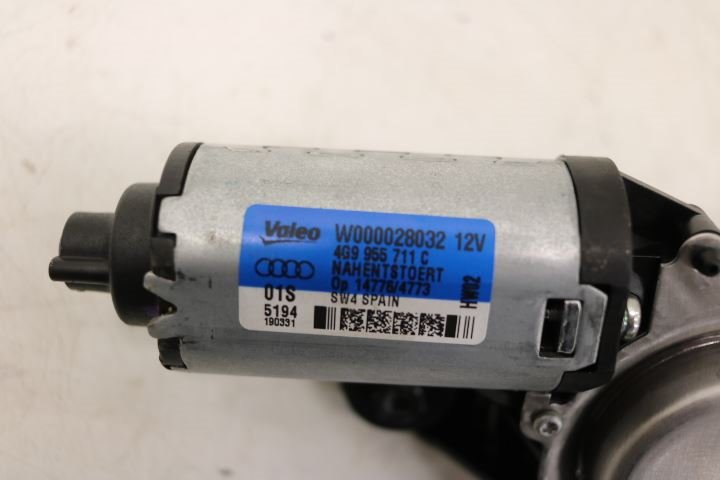 Valeo W000028032 12V
4G9 955 711 C
NAHENTSTOERT
Op 14776/4773
SW4 SPAIN
01S
5194
190331
HW02